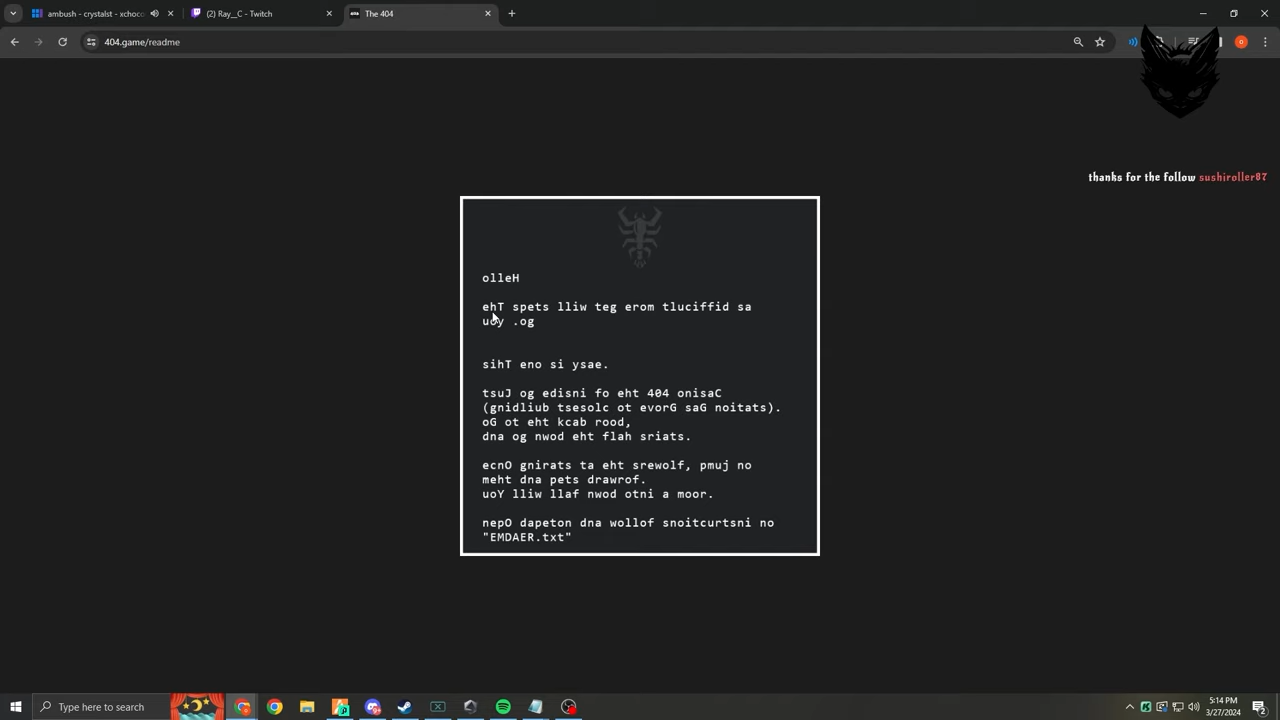 ambush - crystalst - xchoco
(2) Ray__C - Twitch
The 404
404.game/readme
thanks for the follow sushiroller87
olleH
ehT spets lliw teg erom tluciffid sa
uoy .og
sihT eno si ysae.
tsuJ og edisni fo eht 404 onisaC
(gnidliub tsesolc ot evorG saG noitats).
oG ot eht kcab rood,
dna og nwod eht flah sriats.
ecnO gnirats ta eht srewolf, pmuj no
meht dna pets drawrof.
uoY lliw llaf nwod otni a moor.
nepO dapeton dna wollof snoitcurtsni no
"EMDAER.txt"
Type here to search
5:14 PM
3/27/2024